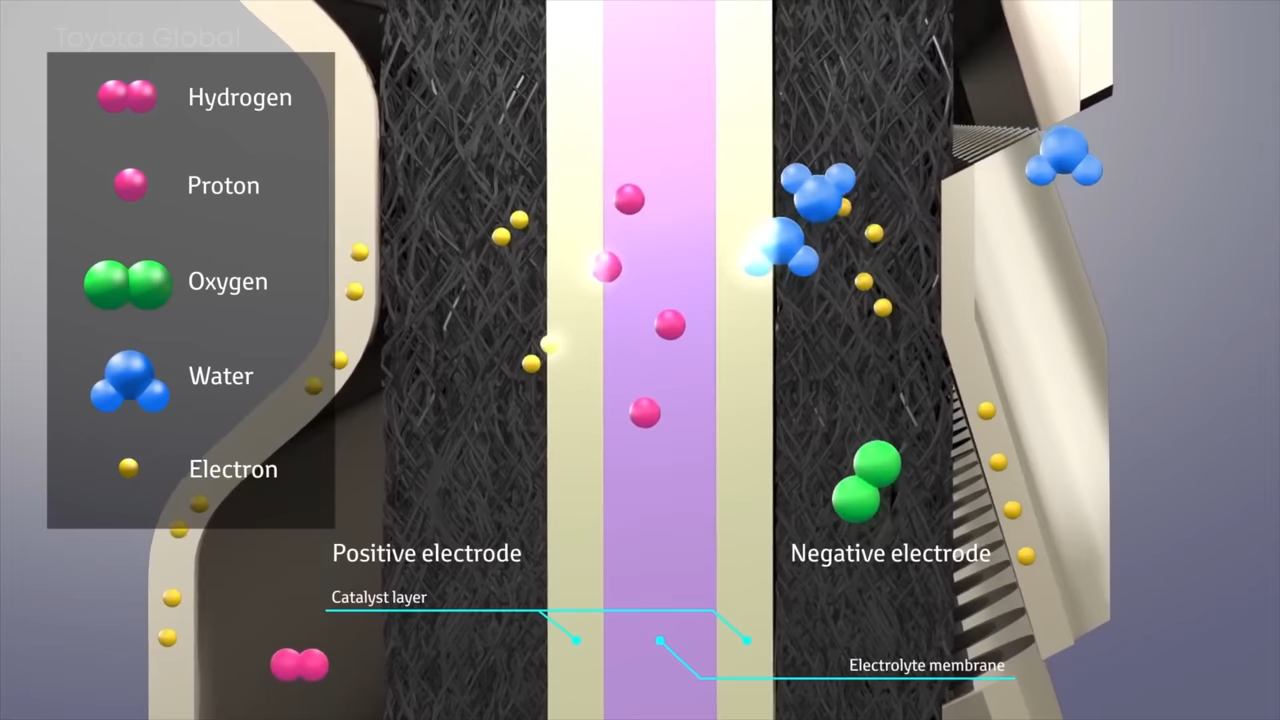 Toyota Global
Hydrogen
Proton
Oxygen
Water
Electron
Positive electrode
Negative electrode
Catalyst layer
Electrolyte membrane